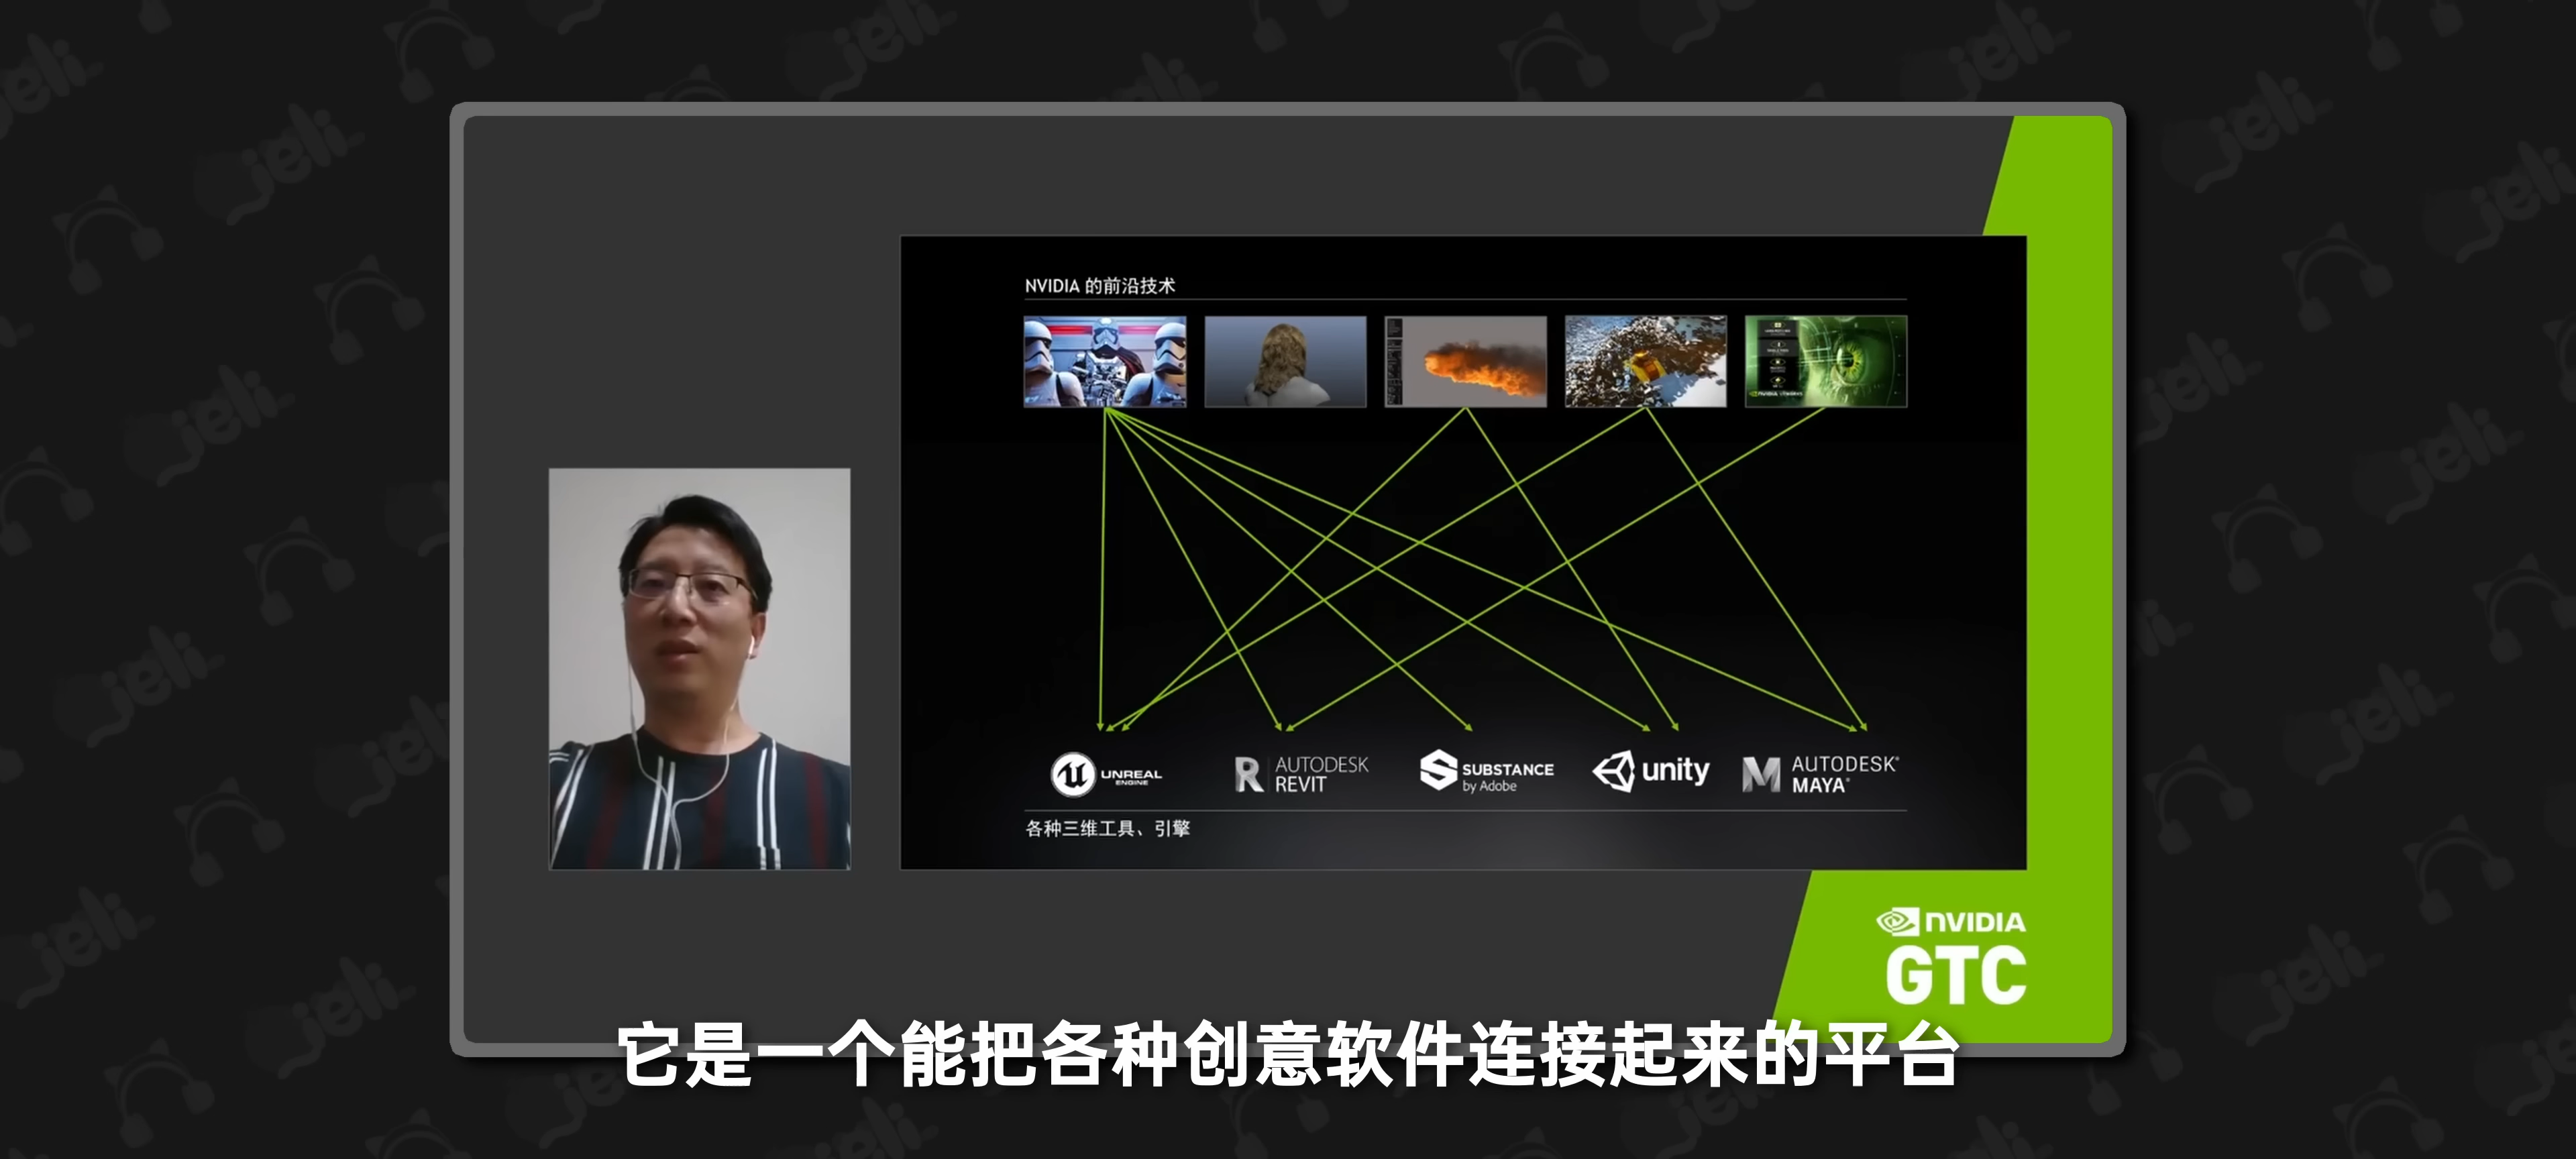 NVIDIA 的前沿技术
UNREAL
ENGINE
AUTODESK
REVIT
SUBSTANCE
by Adobe
unity
AUTODESK®
MAYA®
各种三维工具、引擎
NVIDIA
GTC
它是一个能把各种创意软件连接起来的平台